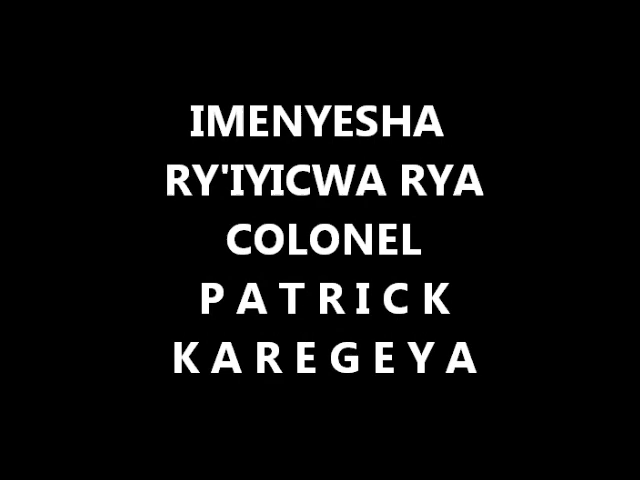 IMENYESHA
RY'IYICWA RYA
COLONEL
P A T R I C K
K A R E G E Y A